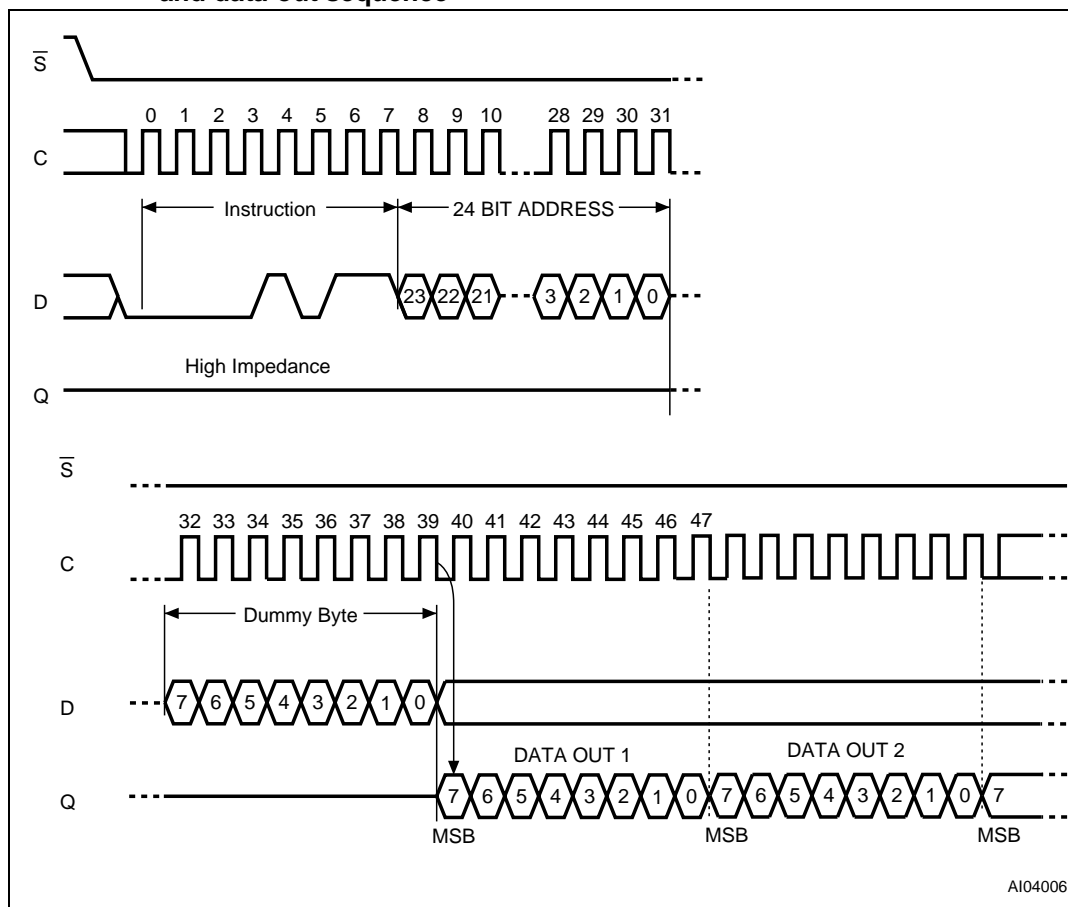 and data-out sequence
S
0 1 2 3 4 5 6 7 8 9 10 28 29 30 31
C
Instruction 24 BIT ADDRESS
D 23 22 21 3 2 1 0
High Impedance
Q
S
32 33 34 35 36 37 38 39 40 41 42 43 44 45 46 47
C
Dummy Byte
D 7 6 5 4 3 2 1 0
DATA OUT 1 DATA OUT 2
Q 7 6 5 4 3 2 1 0 7 6 5 4 3 2 1 0 7
MSB MSB MSB
AI04006